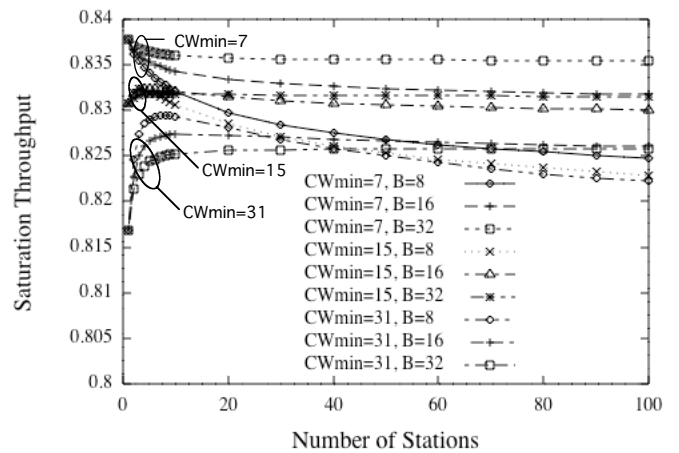 0.84
0.835
0.83
0.825
0.82
0.815
0.81
0.805
0.8
Saturation Throughput
CWmin=7
CWmin=15
CWmin=31
CWmin=7, B=8
CWmin=7, B=16
CWmin=7, B=32
CWmin=15, B=8
CWmin=15, B=16
CWmin=15, B=32
CWmin=31, B=8
CWmin=31, B=16
CWmin=31, B=32
0 20 40 60 80 100
Number of Stations